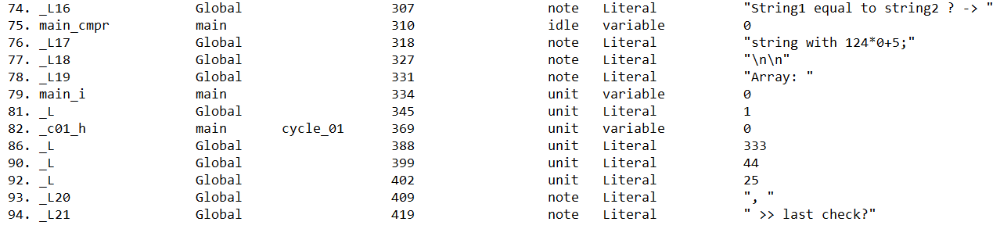 74. _L16 Global 307 note Literal "String1 equal to string2 ? -> "
75. main_cmpr main 310 idle variable 0
76. _L17 Global 318 note Literal "string with 124*0+5;"
77. _L18 Global 327 note Literal "\n\n"
78. _L19 Global 331 note Literal "Array: "
79. main_i main 334 unit variable 0
81. _L Global 345 unit Literal 1
82. _c01_h main cycle_01 369 unit variable 0
86. _L Global 388 unit Literal 333
90. _L Global 399 unit Literal 44
92. _L Global 402 unit Literal 25
93. _L20 Global 409 note Literal ", "
94. _L21 Global 419 note Literal " >> last check?"